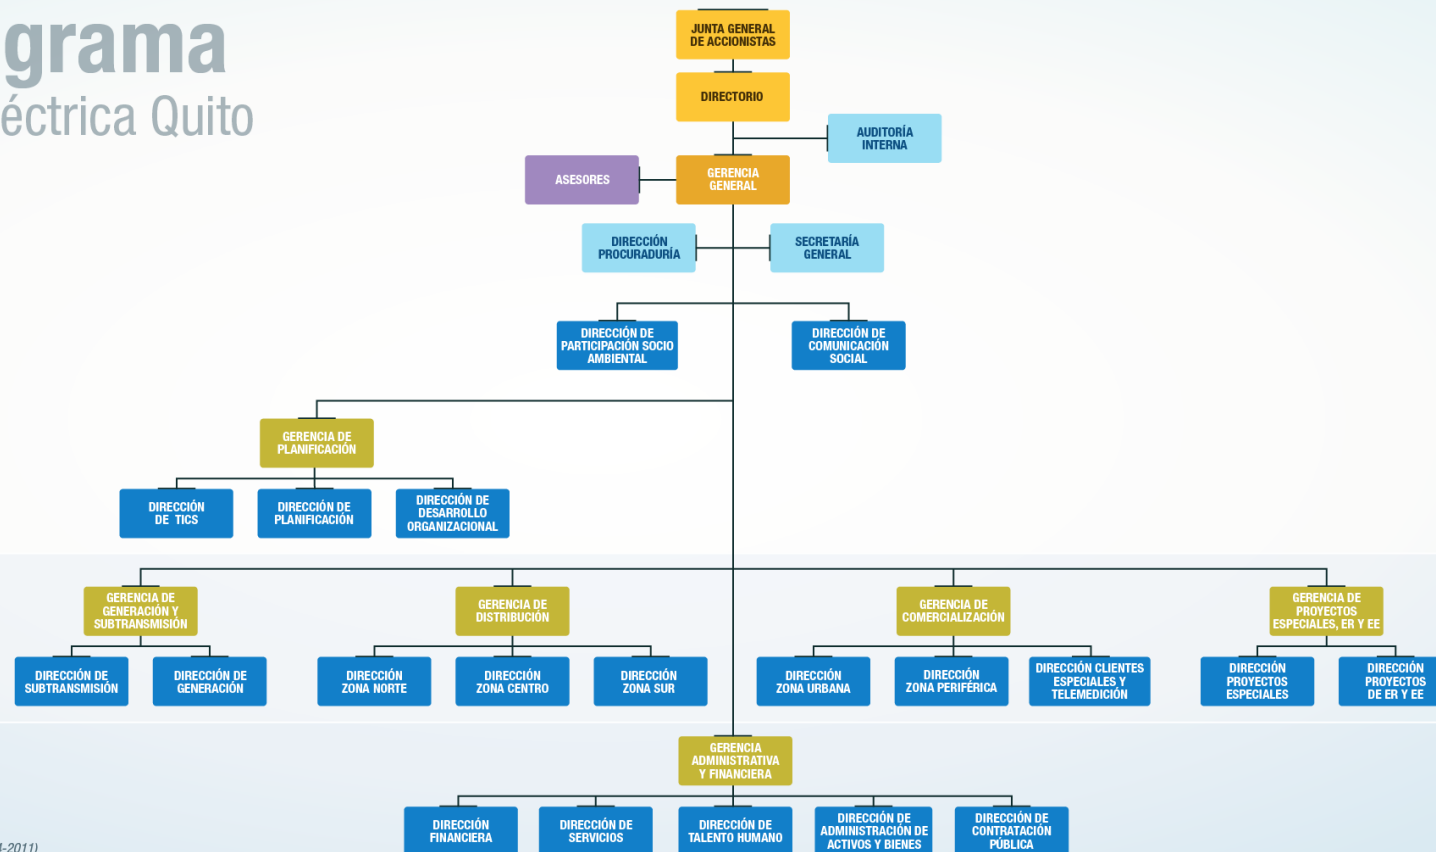 grama
éctrica Quito
JUNTA GENERAL
DE ACCIONISTAS
DIRECTORIO
AUDITORÍA
INTERNA
ASESORES
GERENCIA
GENERAL
DIRECCIÓN
PROCURADURÍA
SECRETARÍA
GENERAL
DIRECCIÓN DE
PARTICIPACIÓN SOCIO
AMBIENTAL
DIRECCIÓN DE
COMUNICACIÓN
SOCIAL
GERENCIA DE
PLANIFICACIÓN
DIRECCIÓN
DE TICS
DIRECCIÓN DE
PLANIFICACIÓN
DIRECCIÓN DE
DESARROLLO
ORGANIZACIONAL
GERENCIA DE
GENERACIÓN Y
SUBTRANSMISIÓN
GERENCIA DE
DISTRIBUCIÓN
GERENCIA DE
COMERCIALIZACIÓN
GERENCIA DE
PROYECTOS
ESPECIALES, ER Y EE
DIRECCIÓN DE
SUBTRANSMISIÓN
DIRECCIÓN DE
GENERACIÓN
DIRECCIÓN
ZONA NORTE
DIRECCIÓN
ZONA CENTRO
DIRECCIÓN
ZONA SUR
DIRECCIÓN
ZONA URBANA
DIRECCIÓN
ZONA PERIFÉRICA
DIRECCIÓN CLIENTES
ESPECIALES Y
TELEMEDICIÓN
DIRECCIÓN
PROYECTOS
ESPECIALES
DIRECCIÓN
PROYECTOS
DE ER Y EE
GERENCIA
ADMINISTRATIVA
Y FINANCIERA
DIRECCIÓN
FINANCIERA
DIRECCIÓN DE
SERVICIOS
DIRECCIÓN DE
TALENTO HUMANO
DIRECCIÓN DE
ADMINISTRACIÓN DE
ACTIVOS Y BIENES
DIRECCIÓN DE
CONTRATACIÓN
PÚBLICA
-2011)